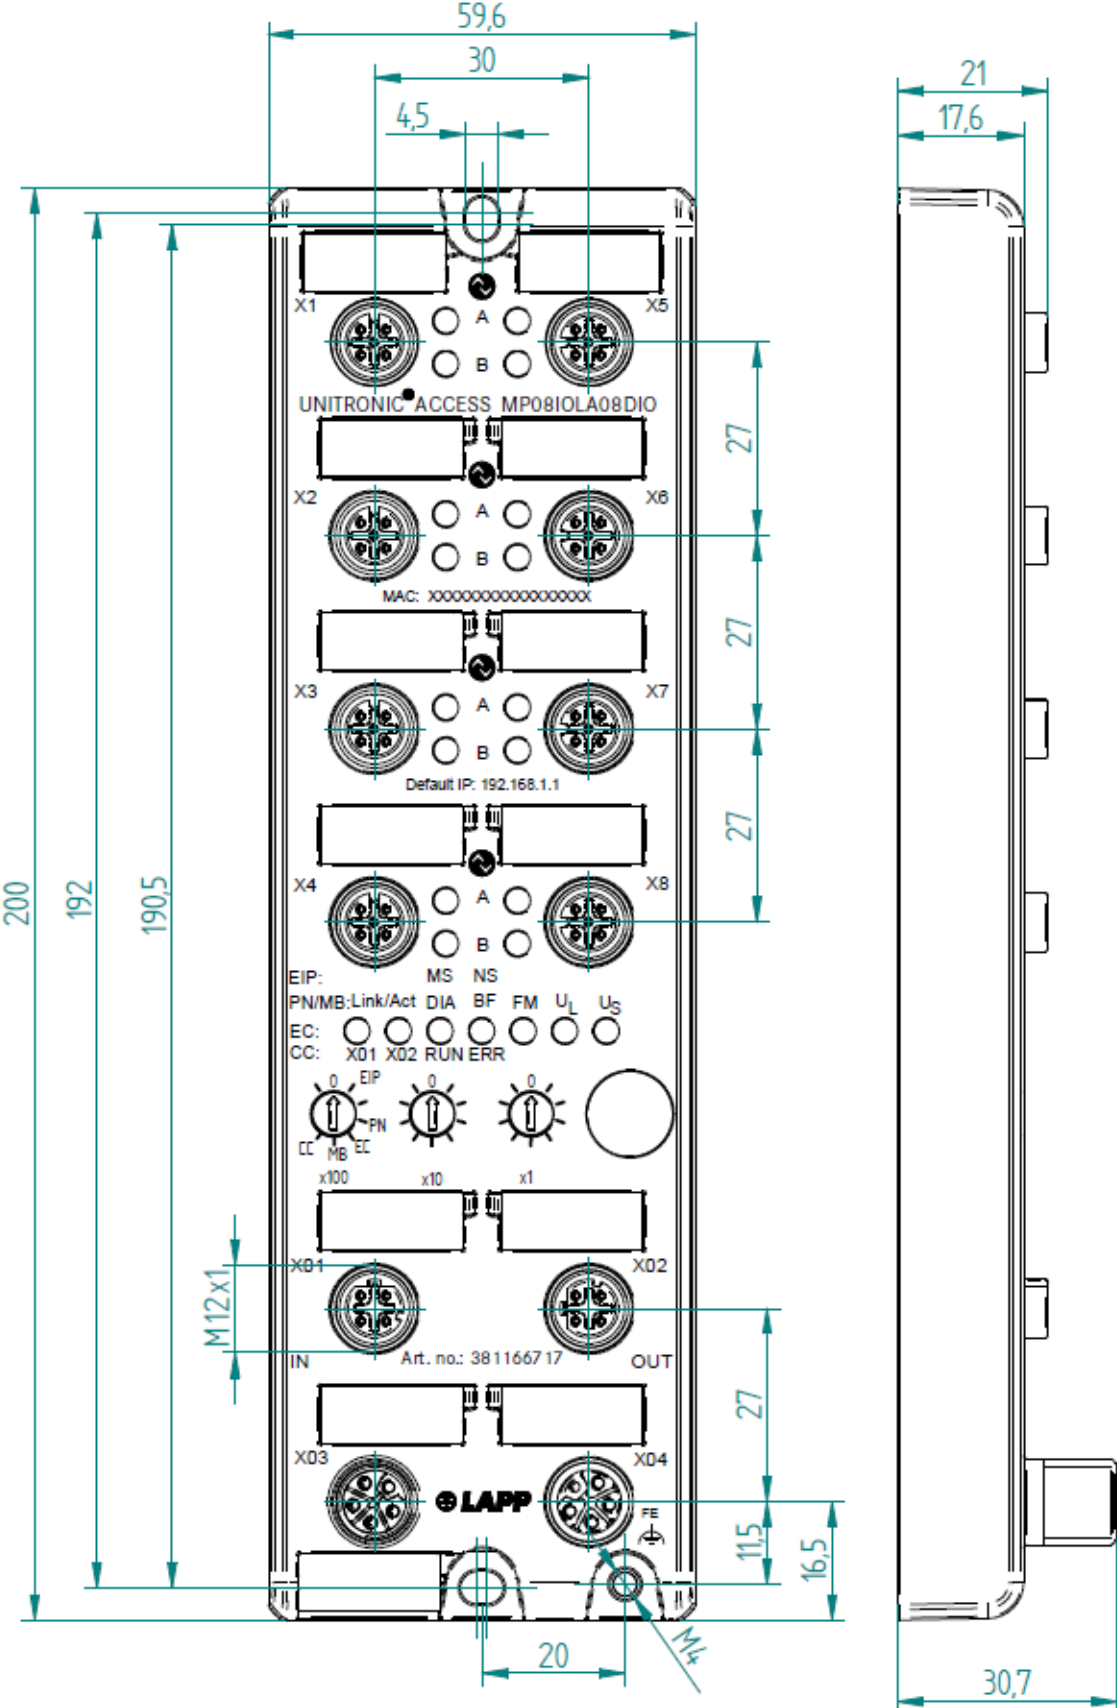 59,6
30
21
4,5
17,6
X1
A
X5
B
UNITRONIC® ACCESS MP08IOLA08DIO
27
X2
A
X6
B
MAC: XXXXXXXXXXXXXXXXXX
27
X3
A
X7
B
Default IP: 192.168.1.1
27
200
192
190,5
X4
A
X8
B
EIP: MS NS
PN/MB: Link/Act DIA BF FM UL US
EC:
CC: X01 X02 RUN ERR
0 EIP 0 0
PN
CC MB EC
x100 x10 x1
M12x1
X01 X02
IN Art. no.: 381166717 OUT
27
X03 X04
LAPP
FE
11,5
16,5
M4
20
30,7